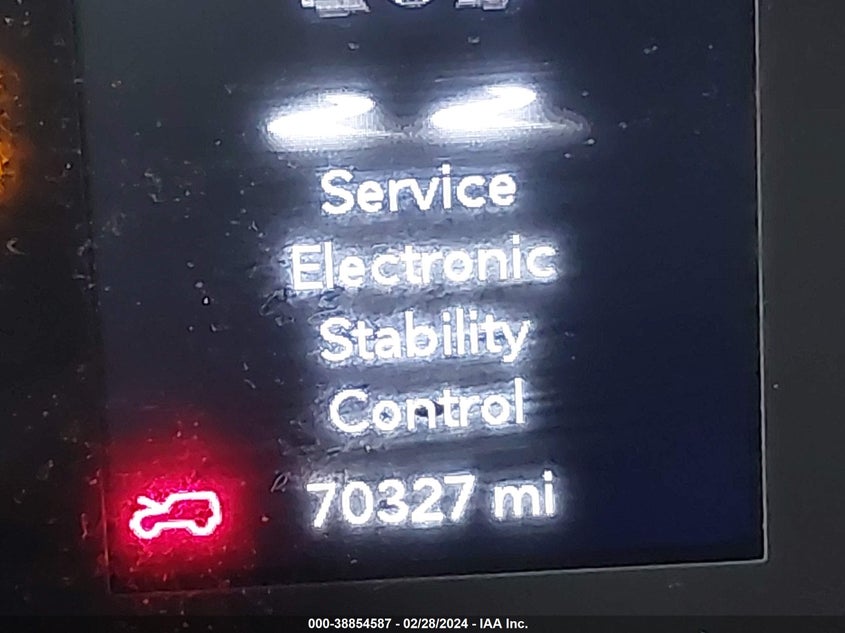 Service
Electronic
Stability
Control
70327 mi
000-38854587 - 02/28/2024 - IAA Inc.